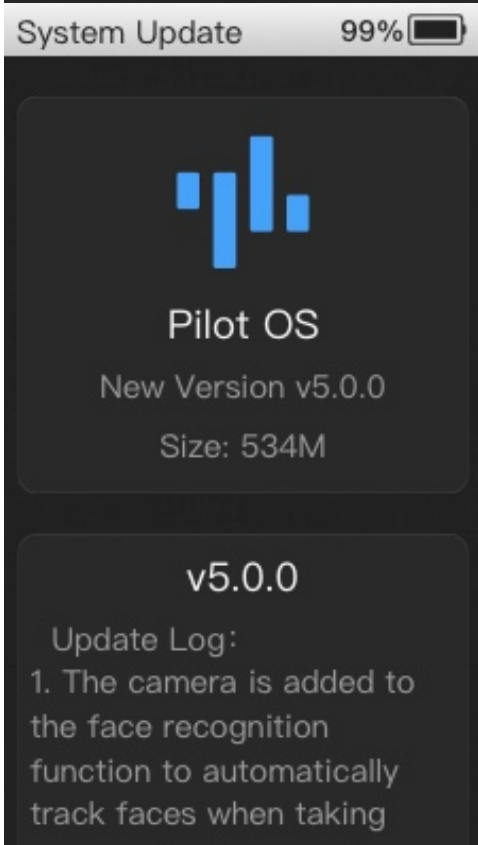 System Update 99%
Pilot OS
New Version v5.0.0
Size: 534M
v5.0.0
Update Log:
1. The camera is added to
the face recognition
function to automatically
track faces when taking